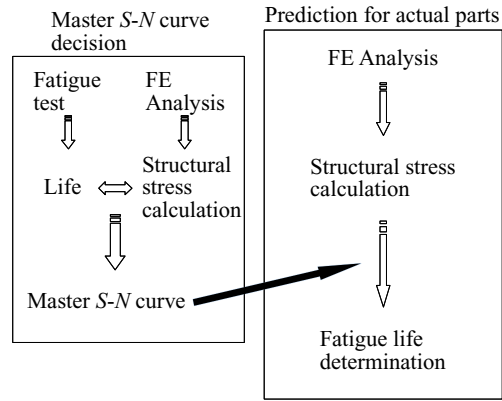 Master S-N curve
decision
Fatigue
test
FE
Analysis
Life
Structural
stress
calculation
Master S-N curve
Prediction for actual parts
FE Analysis
Structural stress
calculation
Fatigue life
determination